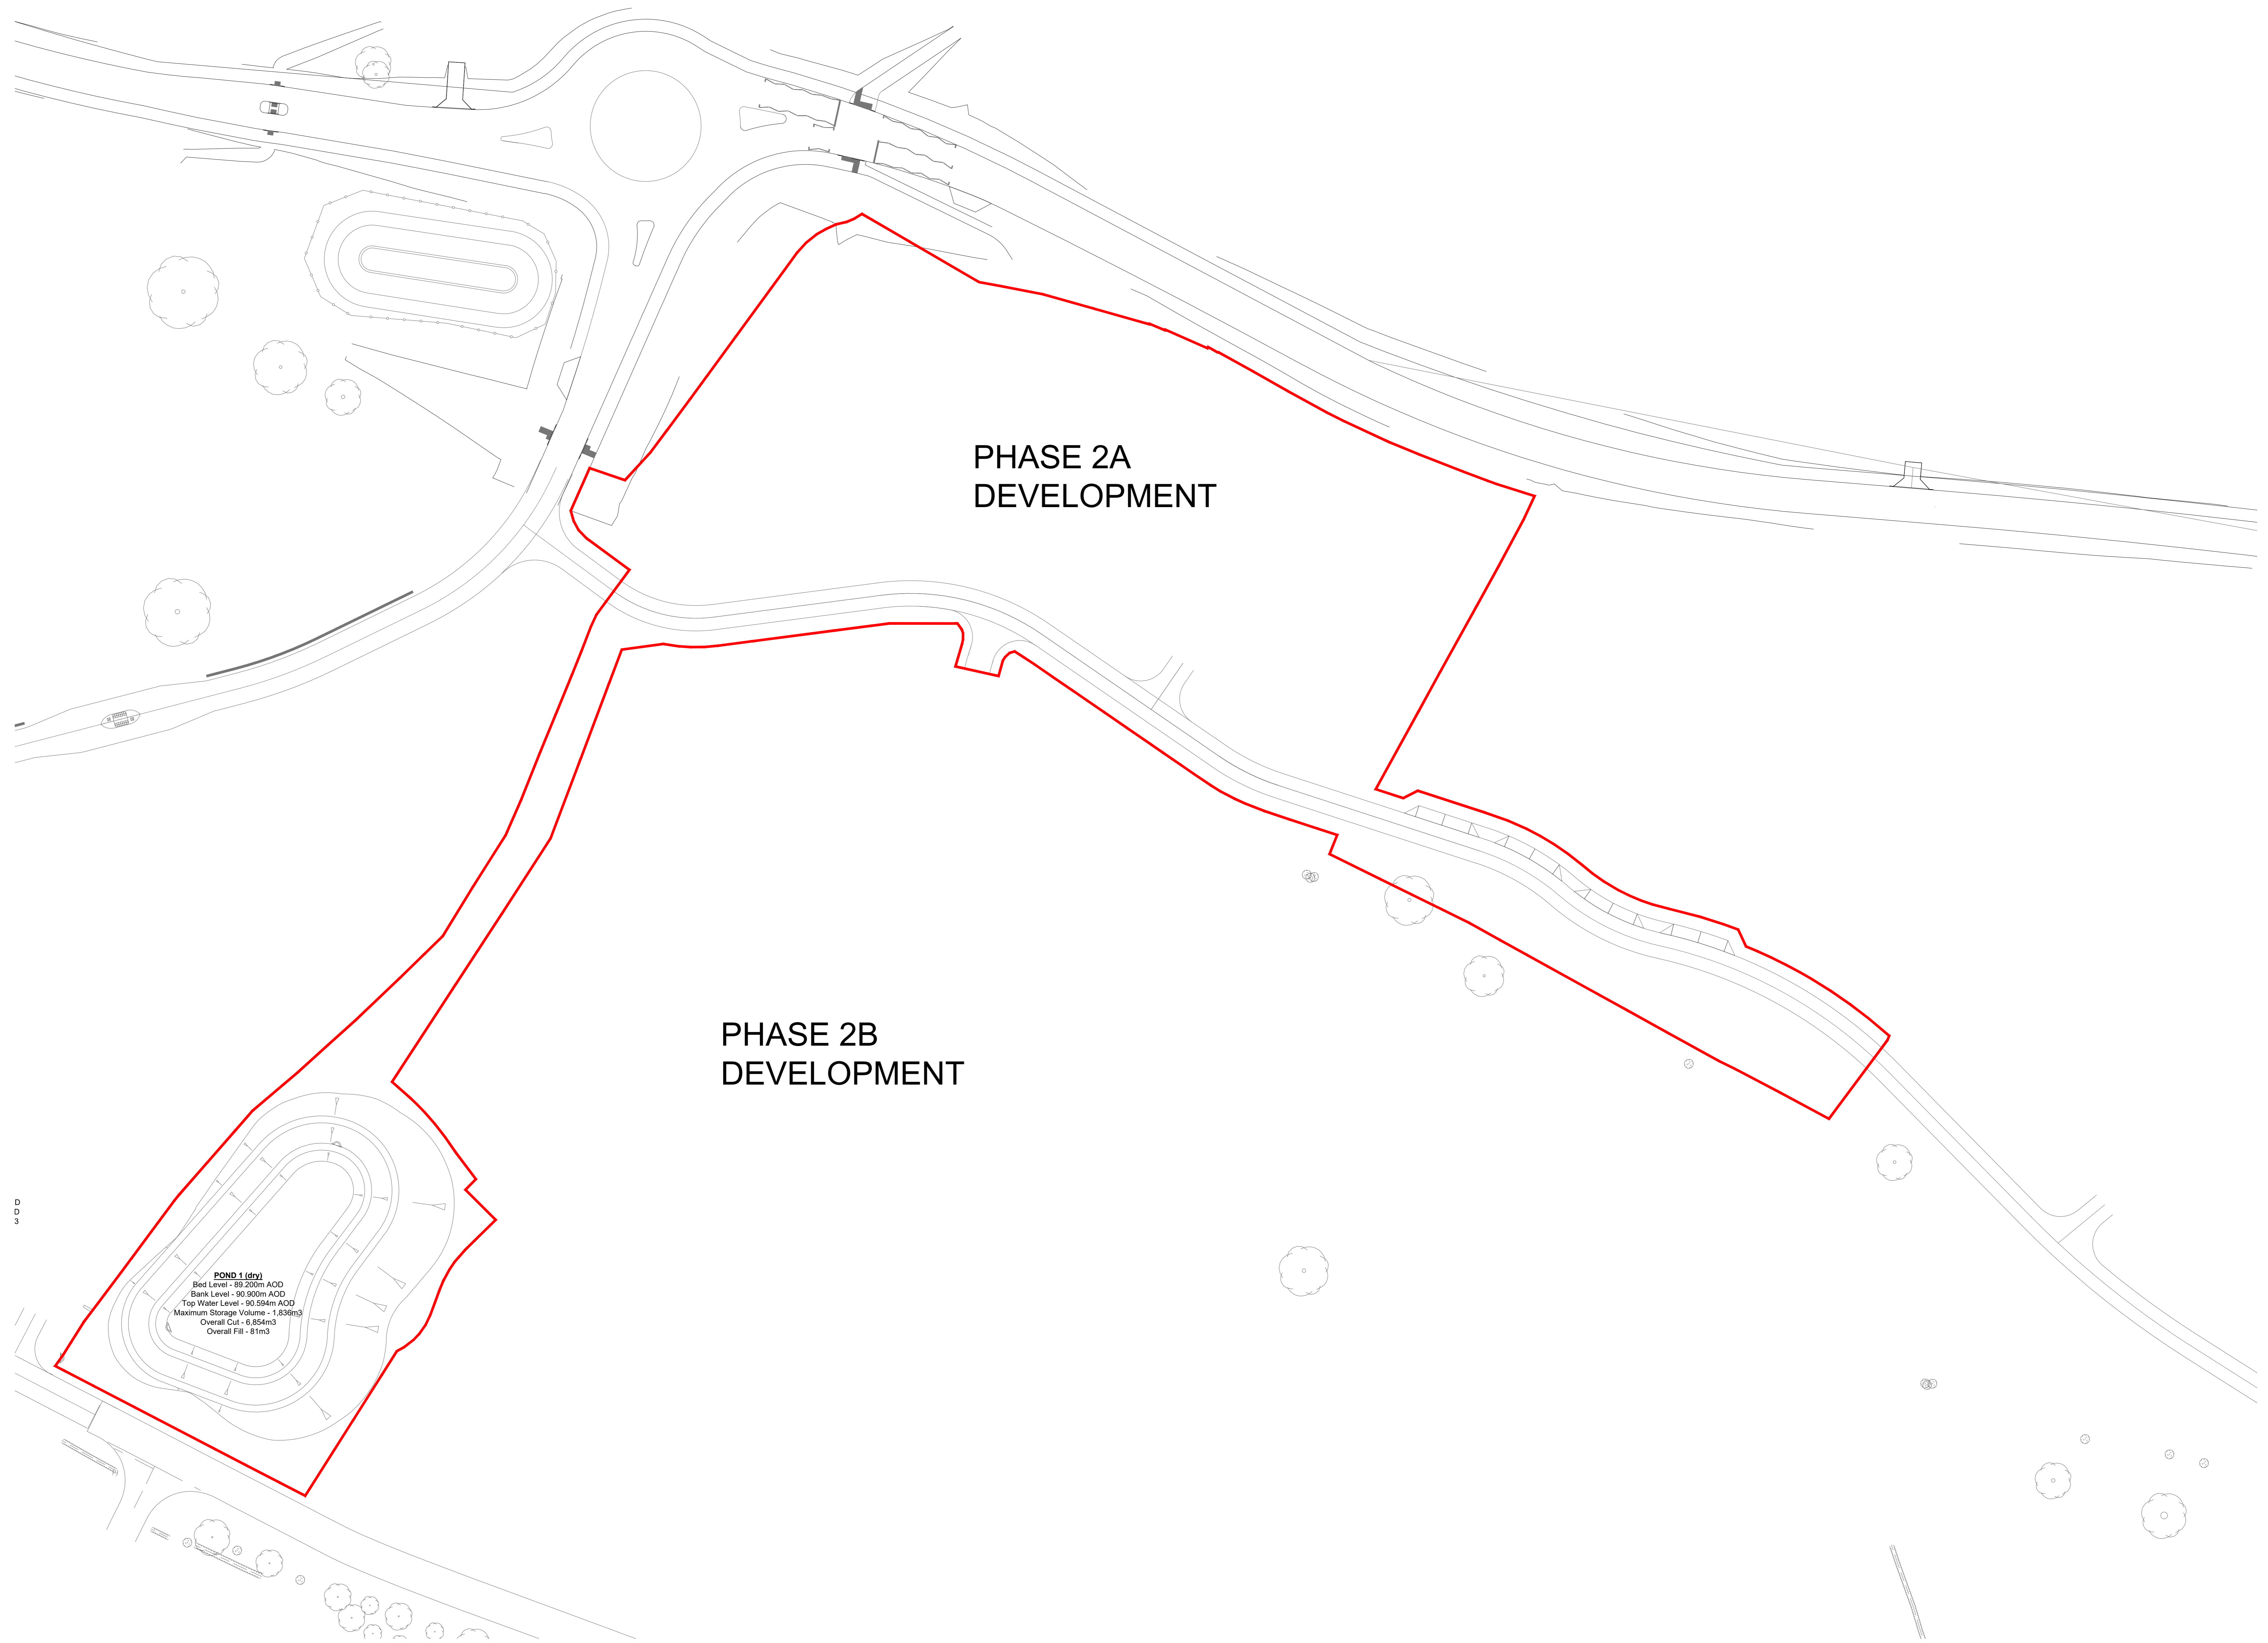 PHASE 2A
DEVELOPMENT
PHASE 2B
DEVELOPMENT
D
D
3
POND 1 (dry)
Bed Level - 89.200m AOD
Bank Level - 90.900m AOD
Top Water Level - 90.594m AOD
Maximum Storage Volume - 1,836m3
Overall Cut - 6,854m3
Overall Fill - 81m3